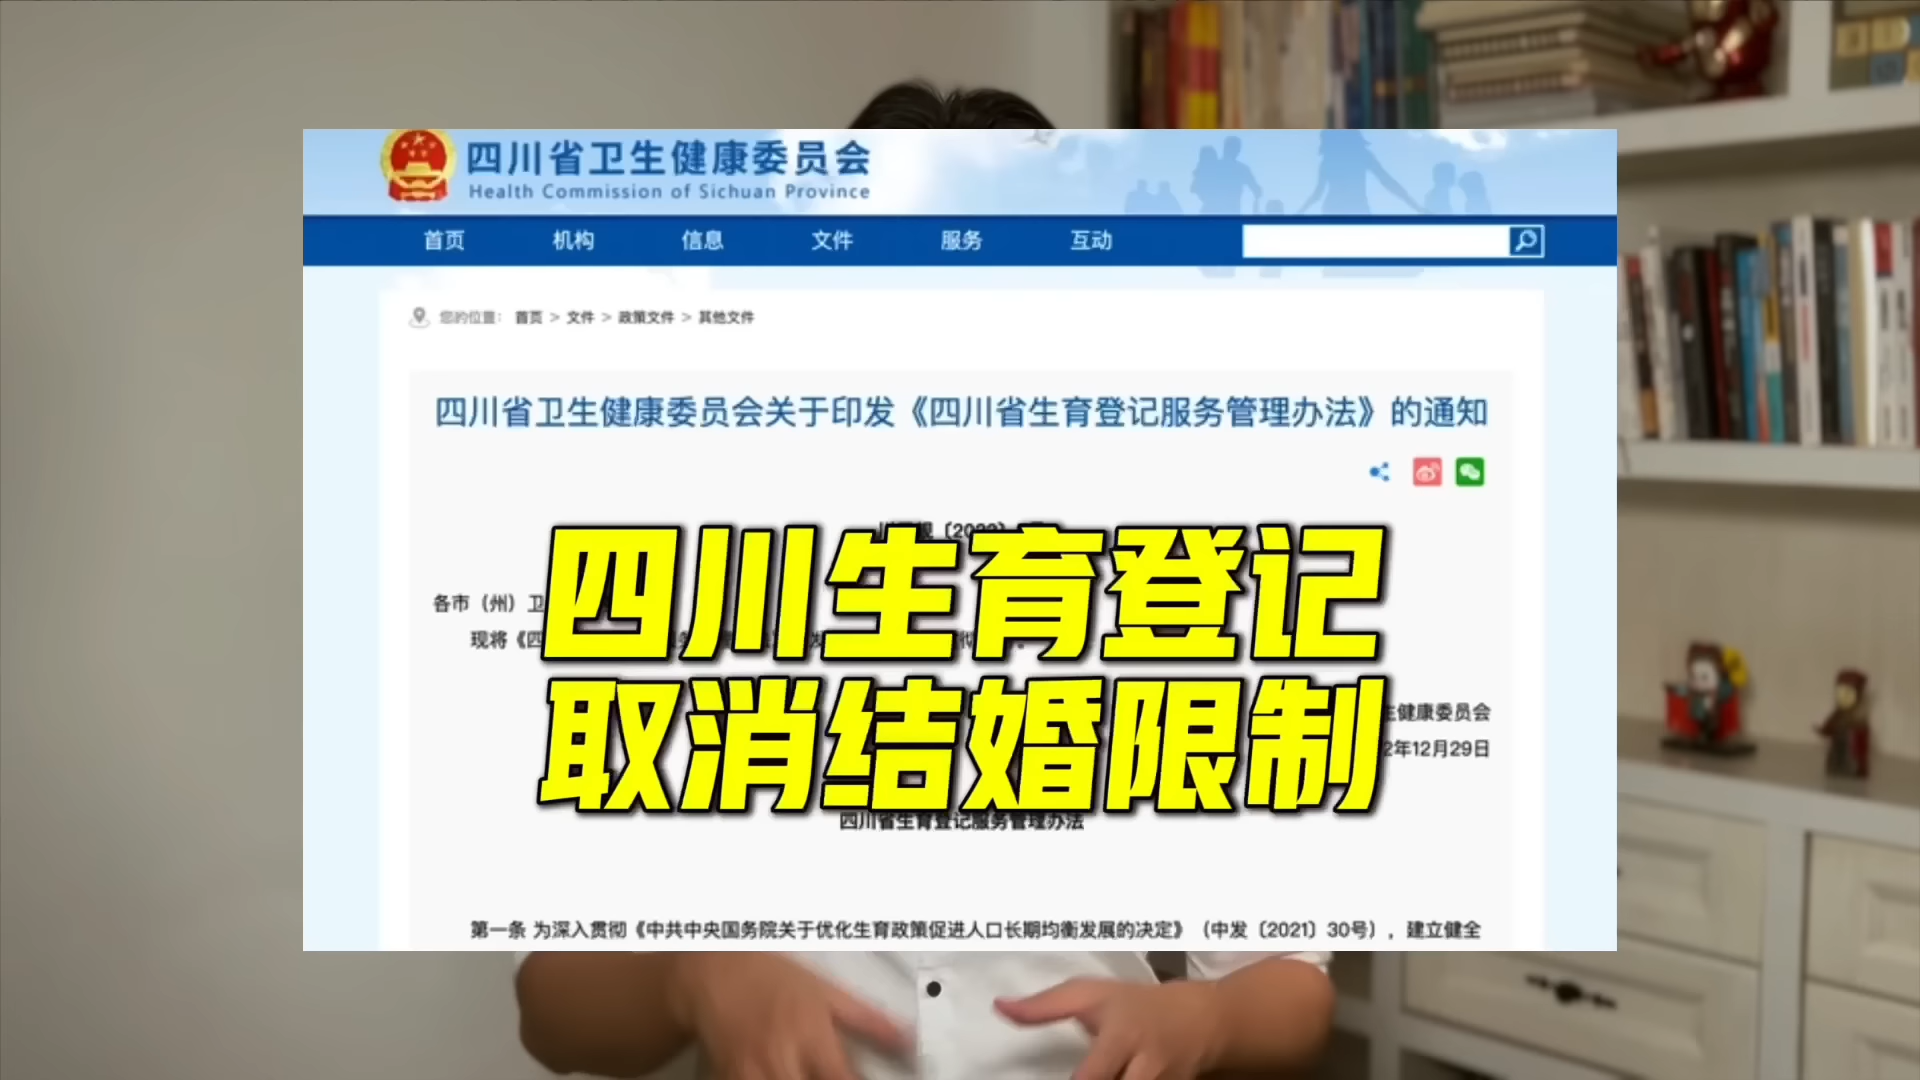 四川省卫生健康委员会
Health Commission of Sichuan Province
首页 机构 信息 文件 服务 互动
您的位置: 首页 > 文件 > 政策文件 > 其他文件
四川省卫生健康委员会关于印发《四川省生育登记服务管理办法》的通知
各市（州）卫
现将《四
四川生育登记
取消结婚限制
生健康委员会
2年12月29日
四川省生育登记服务管理办法
第一条 为深入贯彻《中共中央国务院关于优化生育政策促进人口长期均衡发展的决定》（中发〔2021〕30号），建立健全